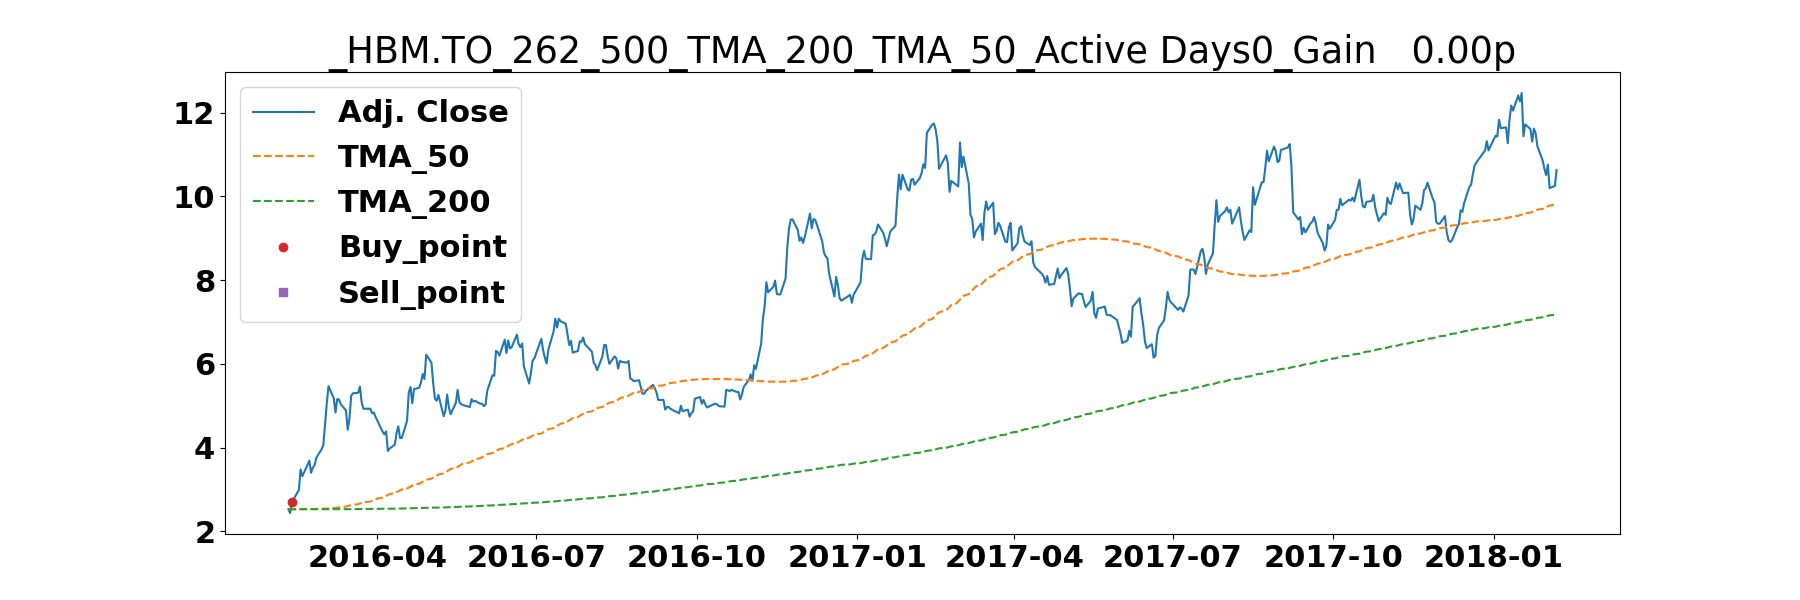 _HBM.TO_262_500_TMA_200_TMA_50_Active Days0_Gain   0.00p
12
10
8
6
4
2
Adj. Close
TMA_50
TMA_200
Buy_point
Sell_point
2016-04 2016-07 2016-10 2017-01 2017-04 2017-07 2017-10 2018-01